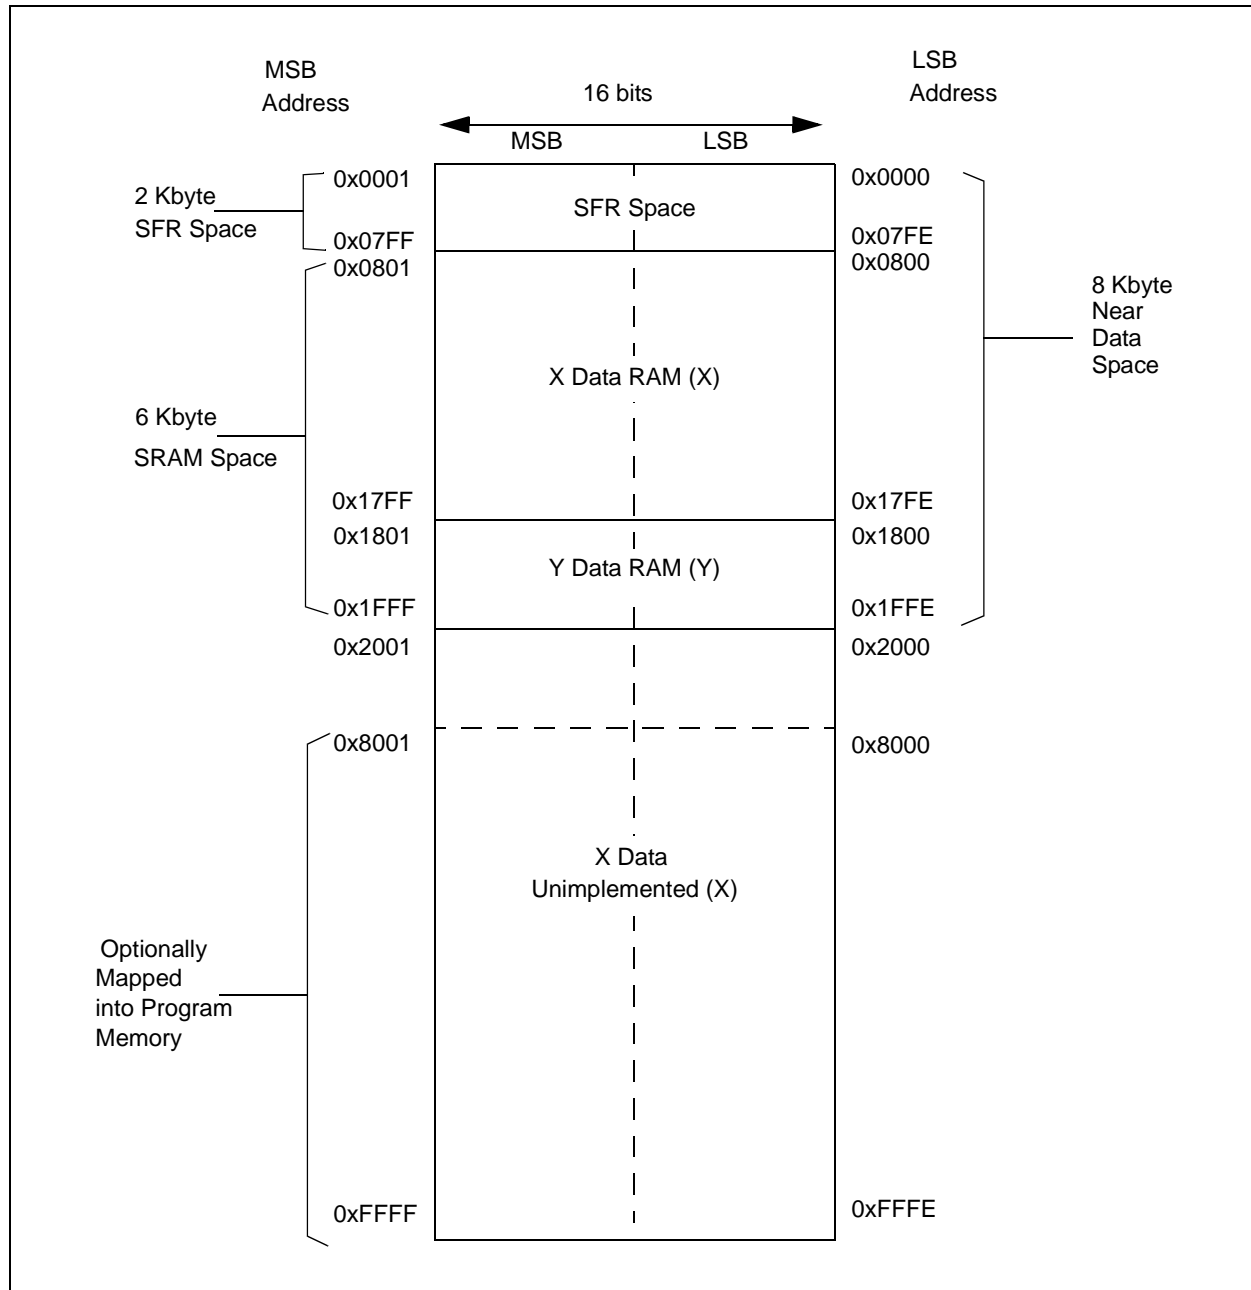 MSB
Address
LSB
Address
16 bits
MSB
LSB
2 Kbyte
SFR Space
0x0001
SFR Space
0x0000
0x07FF
0x07FE
0x0801
0x0800
8 Kbyte
Near
Data
Space
6 Kbyte
SRAM Space
X Data RAM (X)
0x17FF
0x17FE
0x1801
0x1800
Y Data RAM (Y)
0x1FFF
0x1FFE
0x2001
0x2000
0x8001
0x8000
X Data
Unimplemented (X)
Optionally
Mapped
into Program
Memory
0xFFFF
0xFFFE